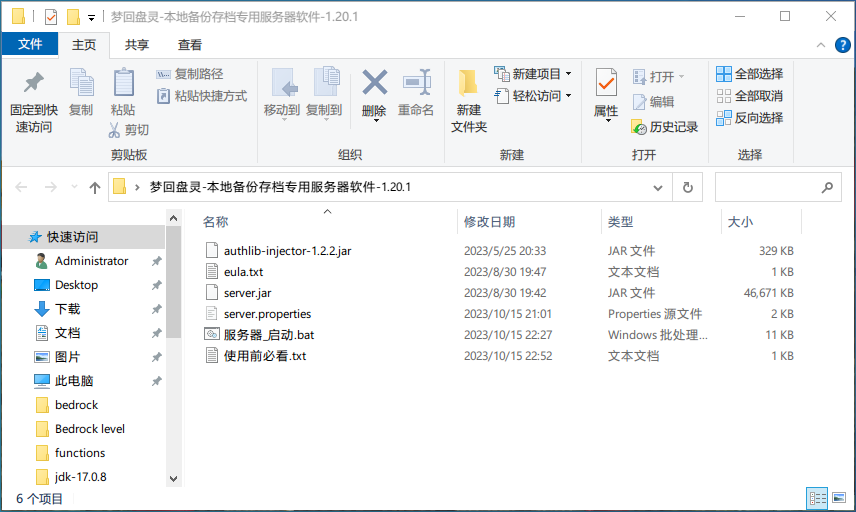 梦回盘灵-本地备份存档专用服务器软件-1.20.1
文件 主页 共享 查看
固定到快速访问
复制
粘贴
复制路径
粘贴快捷方式
剪切
剪贴板
移动到
复制到
删除
重命名
组织
新建文件夹
新建项目
轻松访问
新建
属性
打开
编辑
历史记录
打开
全部选择
全部取消
反向选择
选择
梦回盘灵-本地备份存档专用服务器软件-1.20.1
快速访问
Administrator
Desktop
下载
文档
图片
此电脑
bedrock
Bedrock level
functions
jdk-17.0.8
名称 修改日期 类型 大小
authlib-injector-1.2.2.jar 2023/5/25 20:33 JAR 文件 329 KB
eula.txt 2023/8/30 19:47 文本文档 1 KB
server.jar 2023/8/30 19:42 JAR 文件 46,671 KB
server.properties 2023/10/15 21:01 Properties 源文件 2 KB
服务器_启动.bat 2023/10/15 22:27 Windows 批处理... 11 KB
使用前必看.txt 2023/10/15 22:52 文本文档 1 KB
6 个项目